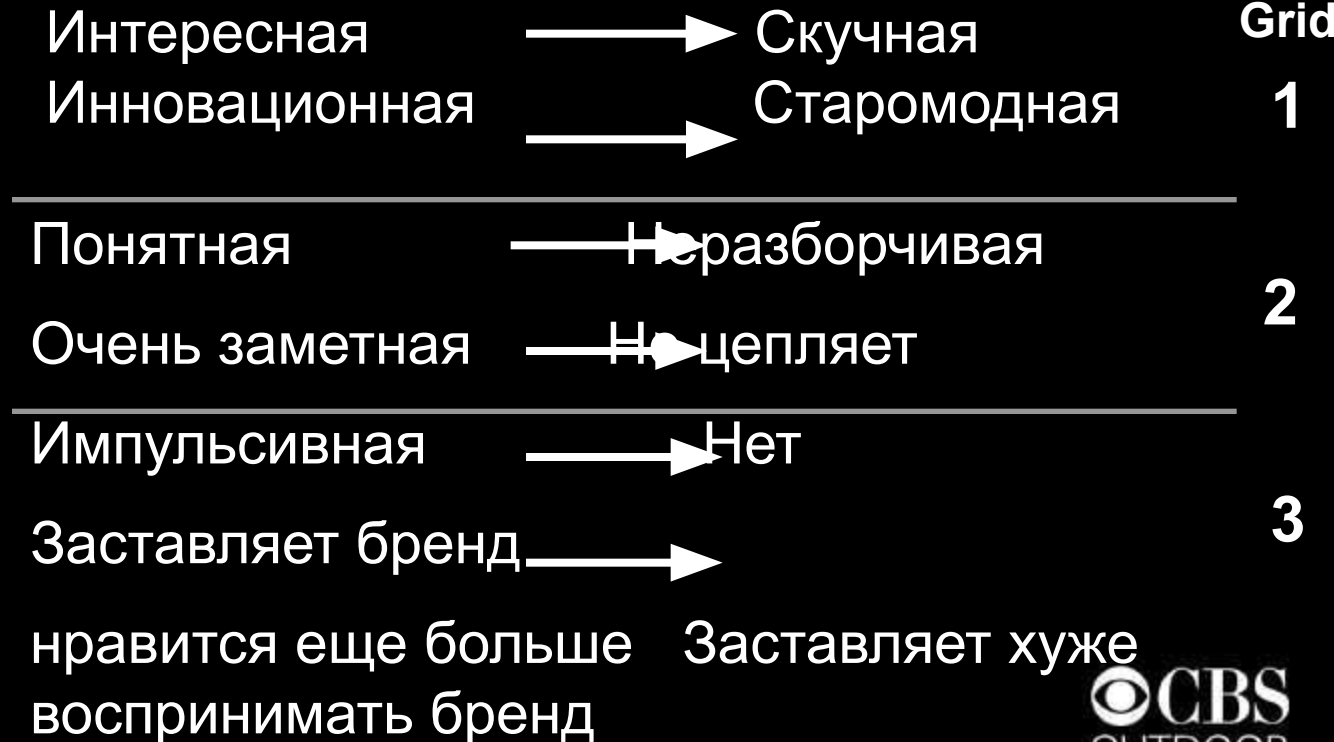 Интересная Скучная Grid
Инновационная Старомодная 1
Понятная Неразборчивая
2
Очень заметная Не цепляет
Импульсивная Нет
3
Заставляет бренд
нравится еще больше Заставляет хуже
воспринимать бренд
CBS
OUTDOOR